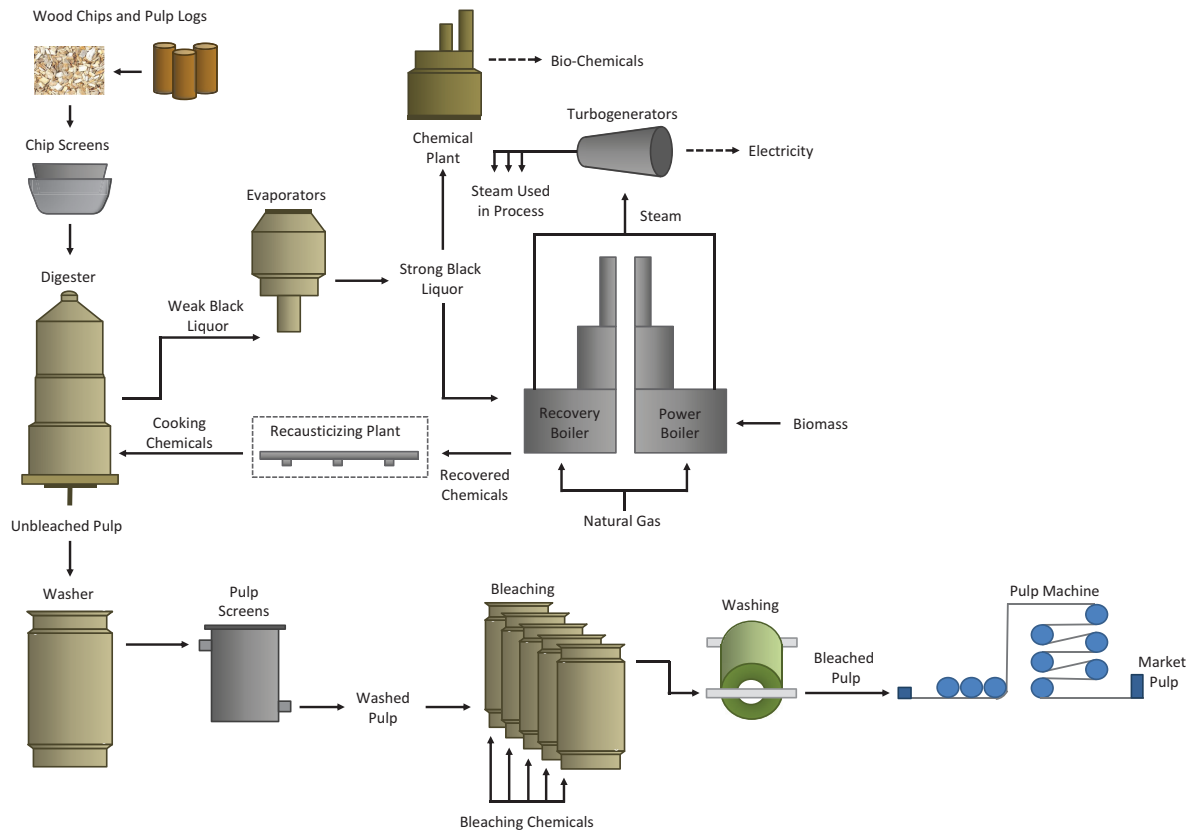 Wood Chips and Pulp Logs
Chip Screens
Digester
Evaporators
Weak Black
Liquor
Chemical
Plant
Bio-Chemicals
Turbogenerators
Electricity
Steam Used
in Process
Steam
Strong Black
Liquor
Recovery
Boiler
Power
Boiler
Biomass
Cooking
Chemicals
Recausticizing Plant
Recovered
Chemicals
Natural Gas
Unbleached Pulp
Washer
Pulp
Screens
Washed
Pulp
Bleaching
Bleaching Chemicals
Washing
Bleached
Pulp
Pulp Machine
Market
Pulp